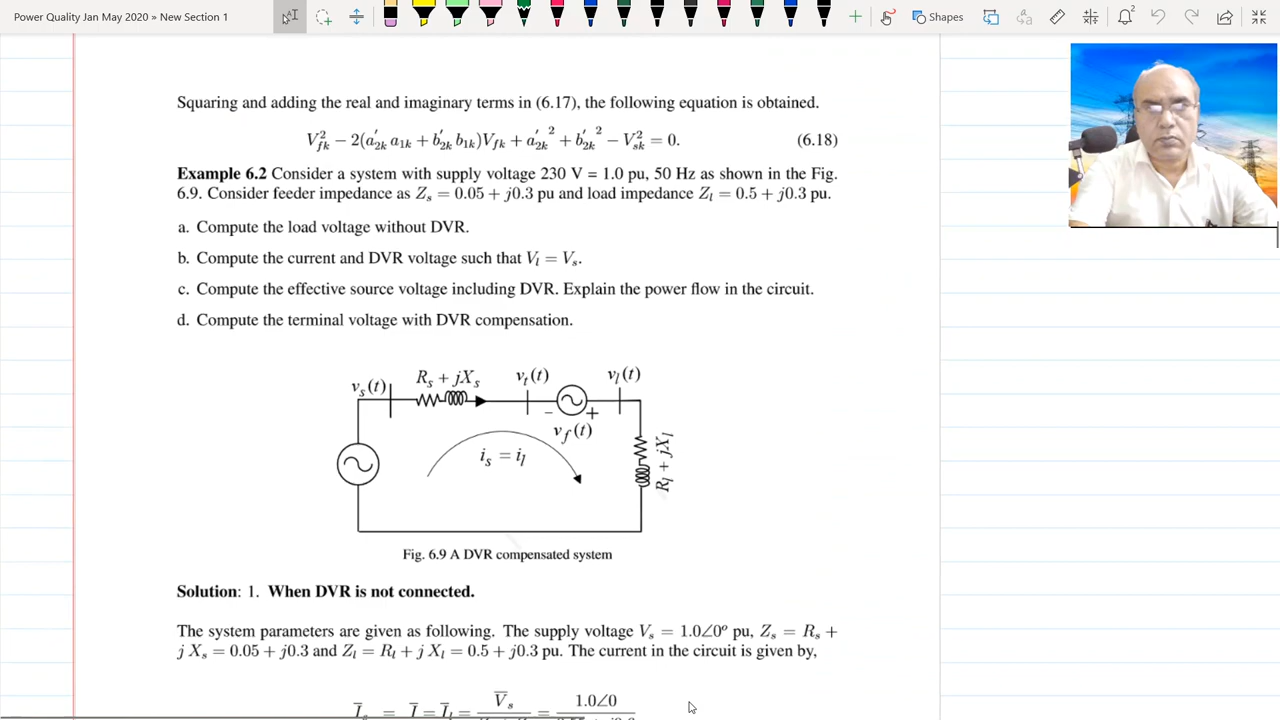 Power Quality Jan May 2020 » New Section 1
Shapes
2
Squaring and adding the real and imaginary terms in (6.17), the following equation is obtained.
V²fk − 2(a′2k a1k + b′2k b1k)Vfk + a′2k² + b′2k² − V²sk = 0. (6.18)
Example 6.2 Consider a system with supply voltage 230 V = 1.0 pu, 50 Hz as shown in the Fig.
6.9. Consider feeder impedance as Zs = 0.05 + j0.3 pu and load impedance Zl = 0.5 + j0.3 pu.
a. Compute the load voltage without DVR.
b. Compute the current and DVR voltage such that Vl = Vs.
c. Compute the effective source voltage including DVR. Explain the power flow in the circuit.
d. Compute the terminal voltage with DVR compensation.
vs(t) Rs + jXs vt(t) vl(t)
− +
vf(t)
is = il
Rl + jXl
Fig. 6.9 A DVR compensated system
Solution: 1. When DVR is not connected.
The system parameters are given as following. The supply voltage Vs = 1.0∠0° pu, Zs = Rs +
j Xs = 0.05 + j0.3 and Zl = Rl + j Xl = 0.5 + j0.3 pu. The current in the circuit is given by,
V̄s 1.0∠0
Īs = Ī = Īl = =